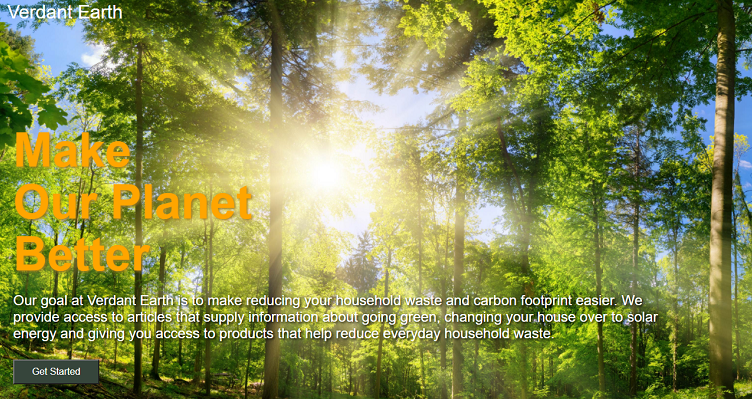 Verdant Earth
Make
Our Planet
Better
Our goal at Verdant Earth is to make reducing your household waste and carbon footprint easier. We
provide access to articles that supply information about going green, changing your house over to solar
energy and giving you access to products that help reduce everyday household waste.
Get Started